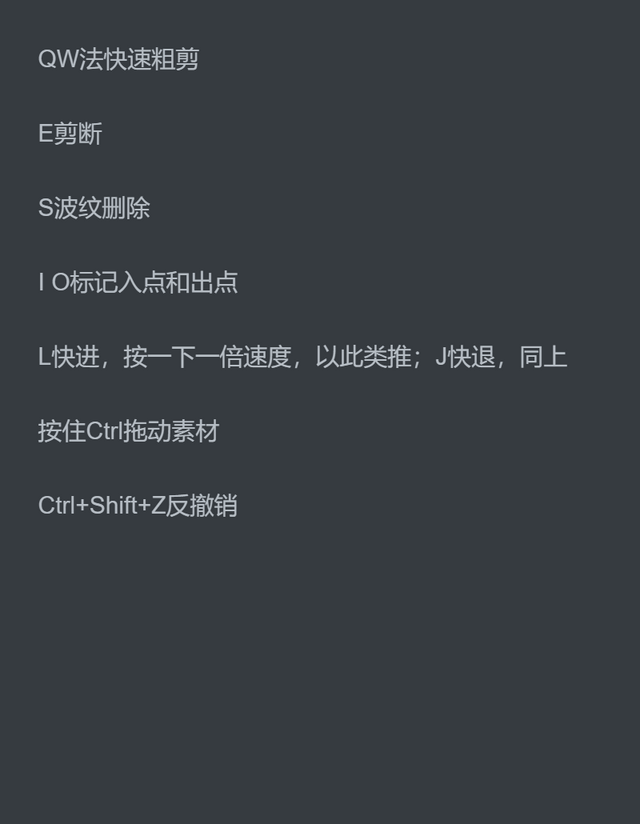 QW法快速粗剪
E剪断
S波纹删除
I O标记入点和出点
L快进，按一下一倍速度，以此类推；J快退，同上
按住Ctrl拖动素材
Ctrl+Shift+Z反撤销